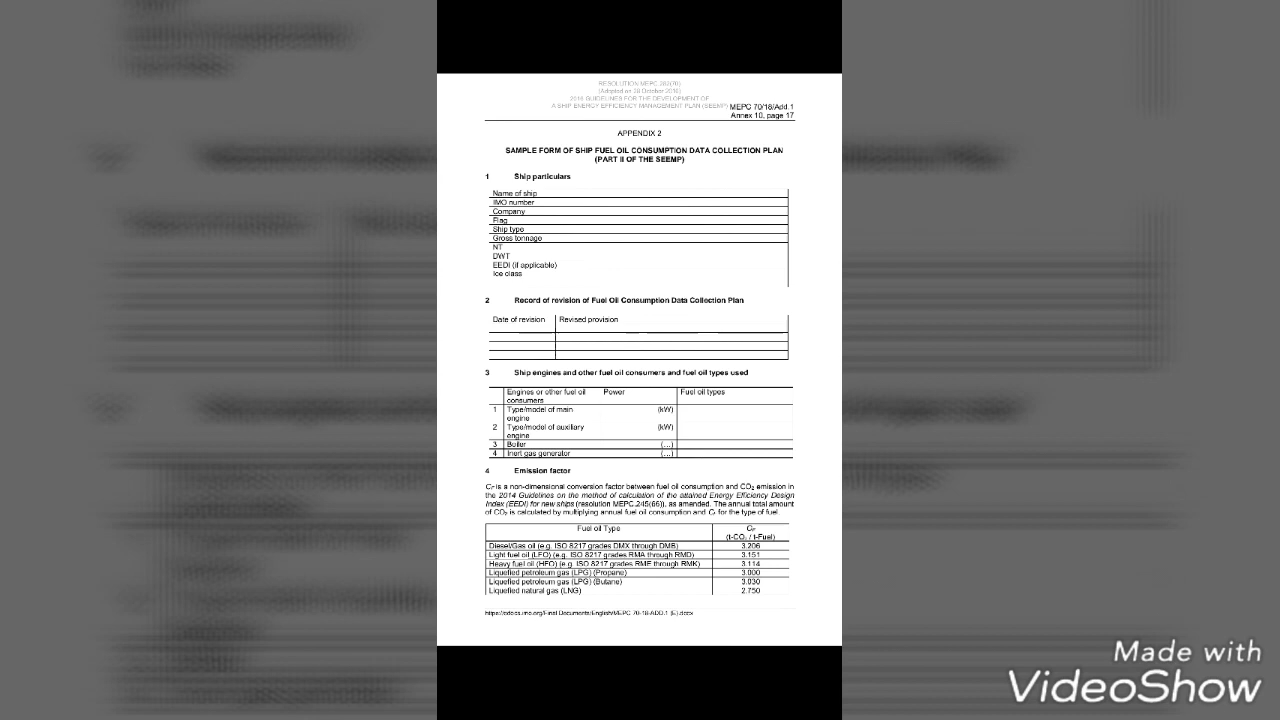 RESOLUTION MEPC.282(70)
(Adopted on 28 October 2016)
2016 GUIDELINES FOR THE DEVELOPMENT OF
A SHIP ENERGY EFFICIENCY MANAGEMENT PLAN (SEEMP)
MEPC 70/18/Add.1
Annex 10, page 17
APPENDIX 2
SAMPLE FORM OF SHIP FUEL OIL CONSUMPTION DATA COLLECTION PLAN
(PART II OF THE SEEMP)
1 Ship particulars
Name of ship
IMO number
Company
Flag
Ship type
Gross tonnage
NT
DWT
EEDI (if applicable)
Ice class
2 Record of revision of Fuel Oil Consumption Data Collection Plan
Date of revision Revised provision
3 Ship engines and other fuel oil consumers and fuel oil types used
Engines or other fuel oil Power Fuel oil types
consumers
1 Type/model of main (kW)
engine
2 Type/model of auxiliary (kW)
engine
3 Boiler (...)
4 Inert gas generator (...)
4 Emission factor
CF is a non-dimensional conversion factor between fuel oil consumption and CO2 emission in
the 2014 Guidelines on the method of calculation of the attained Energy Efficiency Design
Index (EEDI) for new ships (resolution MEPC.245(66)), as amended. The annual total amount
of CO2 is calculated by multiplying annual fuel oil consumption and CF for the type of fuel.
Fuel oil Type CF
(t-CO2 / t-Fuel)
Diesel/Gas oil (e.g. ISO 8217 grades DMX through DMB) 3.206
Light fuel oil (LFO) (e.g. ISO 8217 grades RMA through RMD) 3.151
Heavy fuel oil (HFO) (e.g. ISO 8217 grades RME through RMK) 3.114
Liquefied petroleum gas (LPG) (Propane) 3.000
Liquefied petroleum gas (LPG) (Butane) 3.030
Liquefied natural gas (LNG) 2.750
https://edocs.imo.org/Final Documents/English/MEPC 70-18-ADD.1 (E).docx
Made with
VideoShow